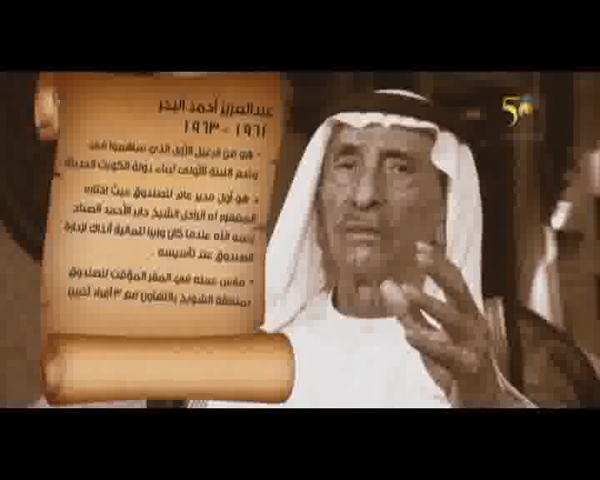 عبدالعزيز أحمد البحر
١٩٦١ - ١٩٦٣
- هو من الرعيل الأول الذي ساهموا في
وضع اللبنة الأولى لبناء دولة الكويت الحديثة
• هو أول مدير عام للصندوق حيث اختاره
المغفور له الراحل الشيخ جابر الأحمد الصباح
رحمه الله عندما كان وزيرا للمالية آنذاك لإدارة
الصندوق عند تأسيسه .
• مارس عمله في المقر المؤقت للصندوق
بمنطقة الشويخ بالتعاون مع ٣ أفراد آخرين
50